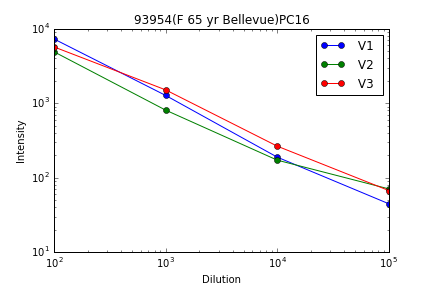 93954(F 65 yr Bellevue)PC16
10^4
10^3
10^2
10^1
Intensity
V1
V2
V3
10^2 10^3 10^4 10^5
Dilution